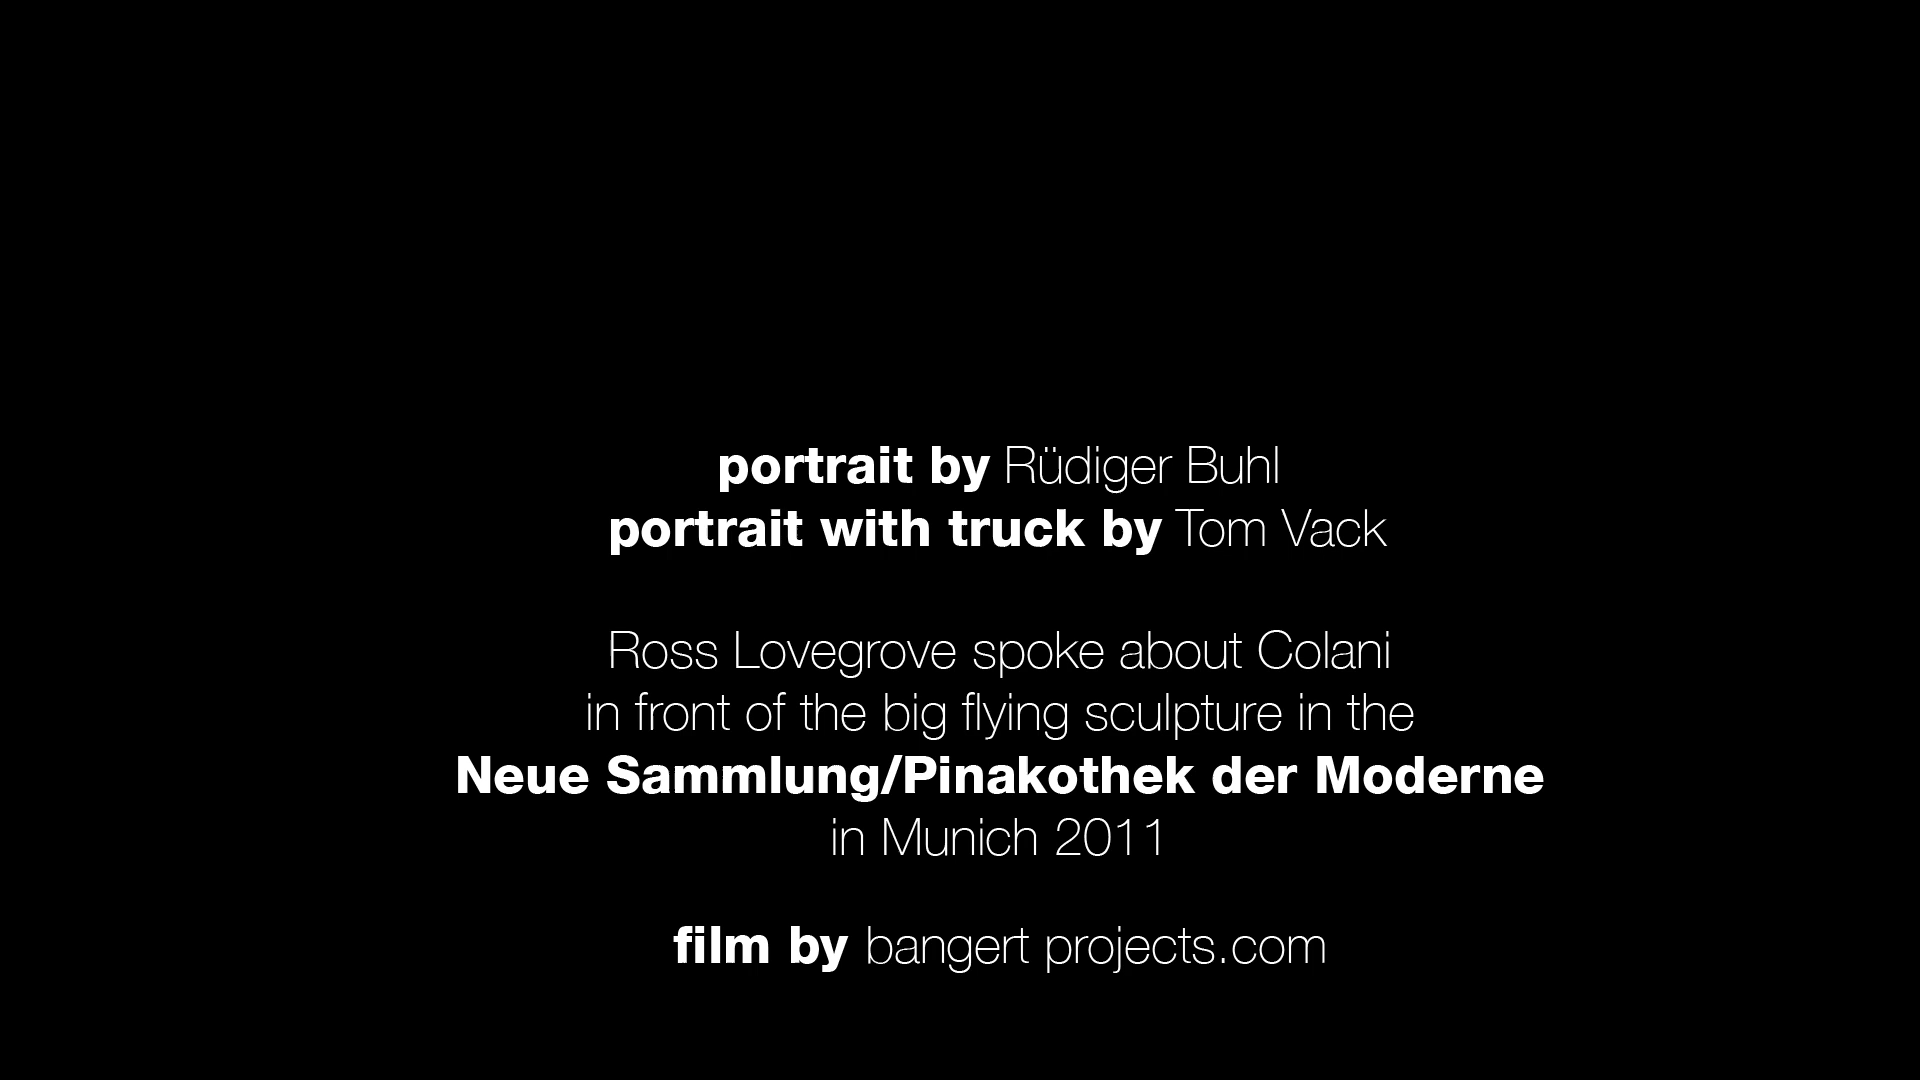 portrait by Rüdiger Buhl
portrait with truck by Tom Vack
Ross Lovegrove spoke about Colani
in front of the big flying sculpture in the
Neue Sammlung/Pinakothek der Moderne
in Munich 2011
film by bangert projects.com